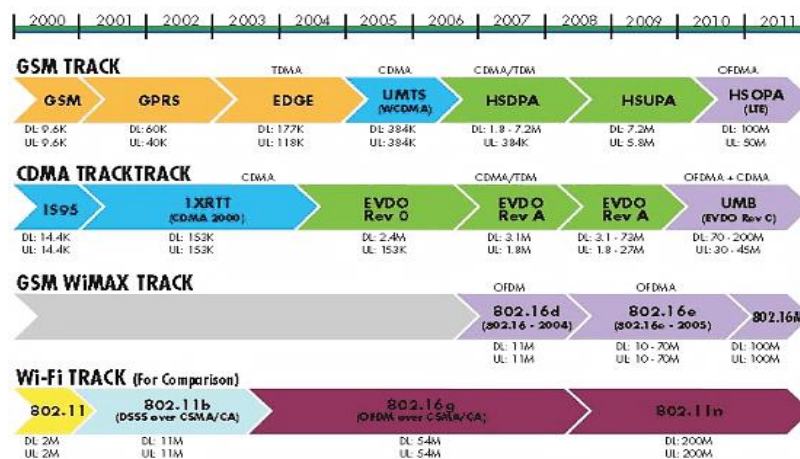 2000 2001 2002 2003 2004 2005 2006 2007 2008 2009 2010 2011
GSM TRACK
TDMA CDMA CDMA/TDM OFDMA
GSM GPRS EDGE UMTS (WCDMA) HSDPA HSUPA HSOPA (LTE)
DL: 9.6K DL: 60K DL: 177K DL: 384K DL: 1.8 - 7.2M DL: 7.2M DL: 100M
UL: 9.6K UL: 40K UL: 118K UL: 384K UL: 384K UL: 5.8M UL: 50M
CDMA TRACKTRACK
CDMA CDMA/TDM OFDMA + CDMA
IS95 1XRTT (CDMA 2000) EVDO Rev 0 EVDO Rev A EVDO Rev A UMB (EVDO Rev C)
DL: 14.4K DL: 153K DL: 2.4M DL: 3.1M DL: 3.1 - 73M DL: 70 - 200M
UL: 14.4K UL: 153K UL: 153K UL: 1.8M UL: 1.8 - 27M UL: 30 - 45M
GSM WiMAX TRACK
OFDM OFDMA
802.16d (802.16 - 2004) 802.16e (802.16e - 2005) 802.16M
DL: 11M DL: 10 - 70M DL: 100M
UL: 11M UL: 10 - 70M UL: 100M
Wi-Fi TRACK (For Comparison)
802.11 802.11b (DSSS over CSMA/CA) 802.16g (OFDM over CSMA/CA) 802.11n
DL: 2M DL: 11M DL: 54M DL: 200M
UL: 2M UL: 11M UL: 54M UL: 200M